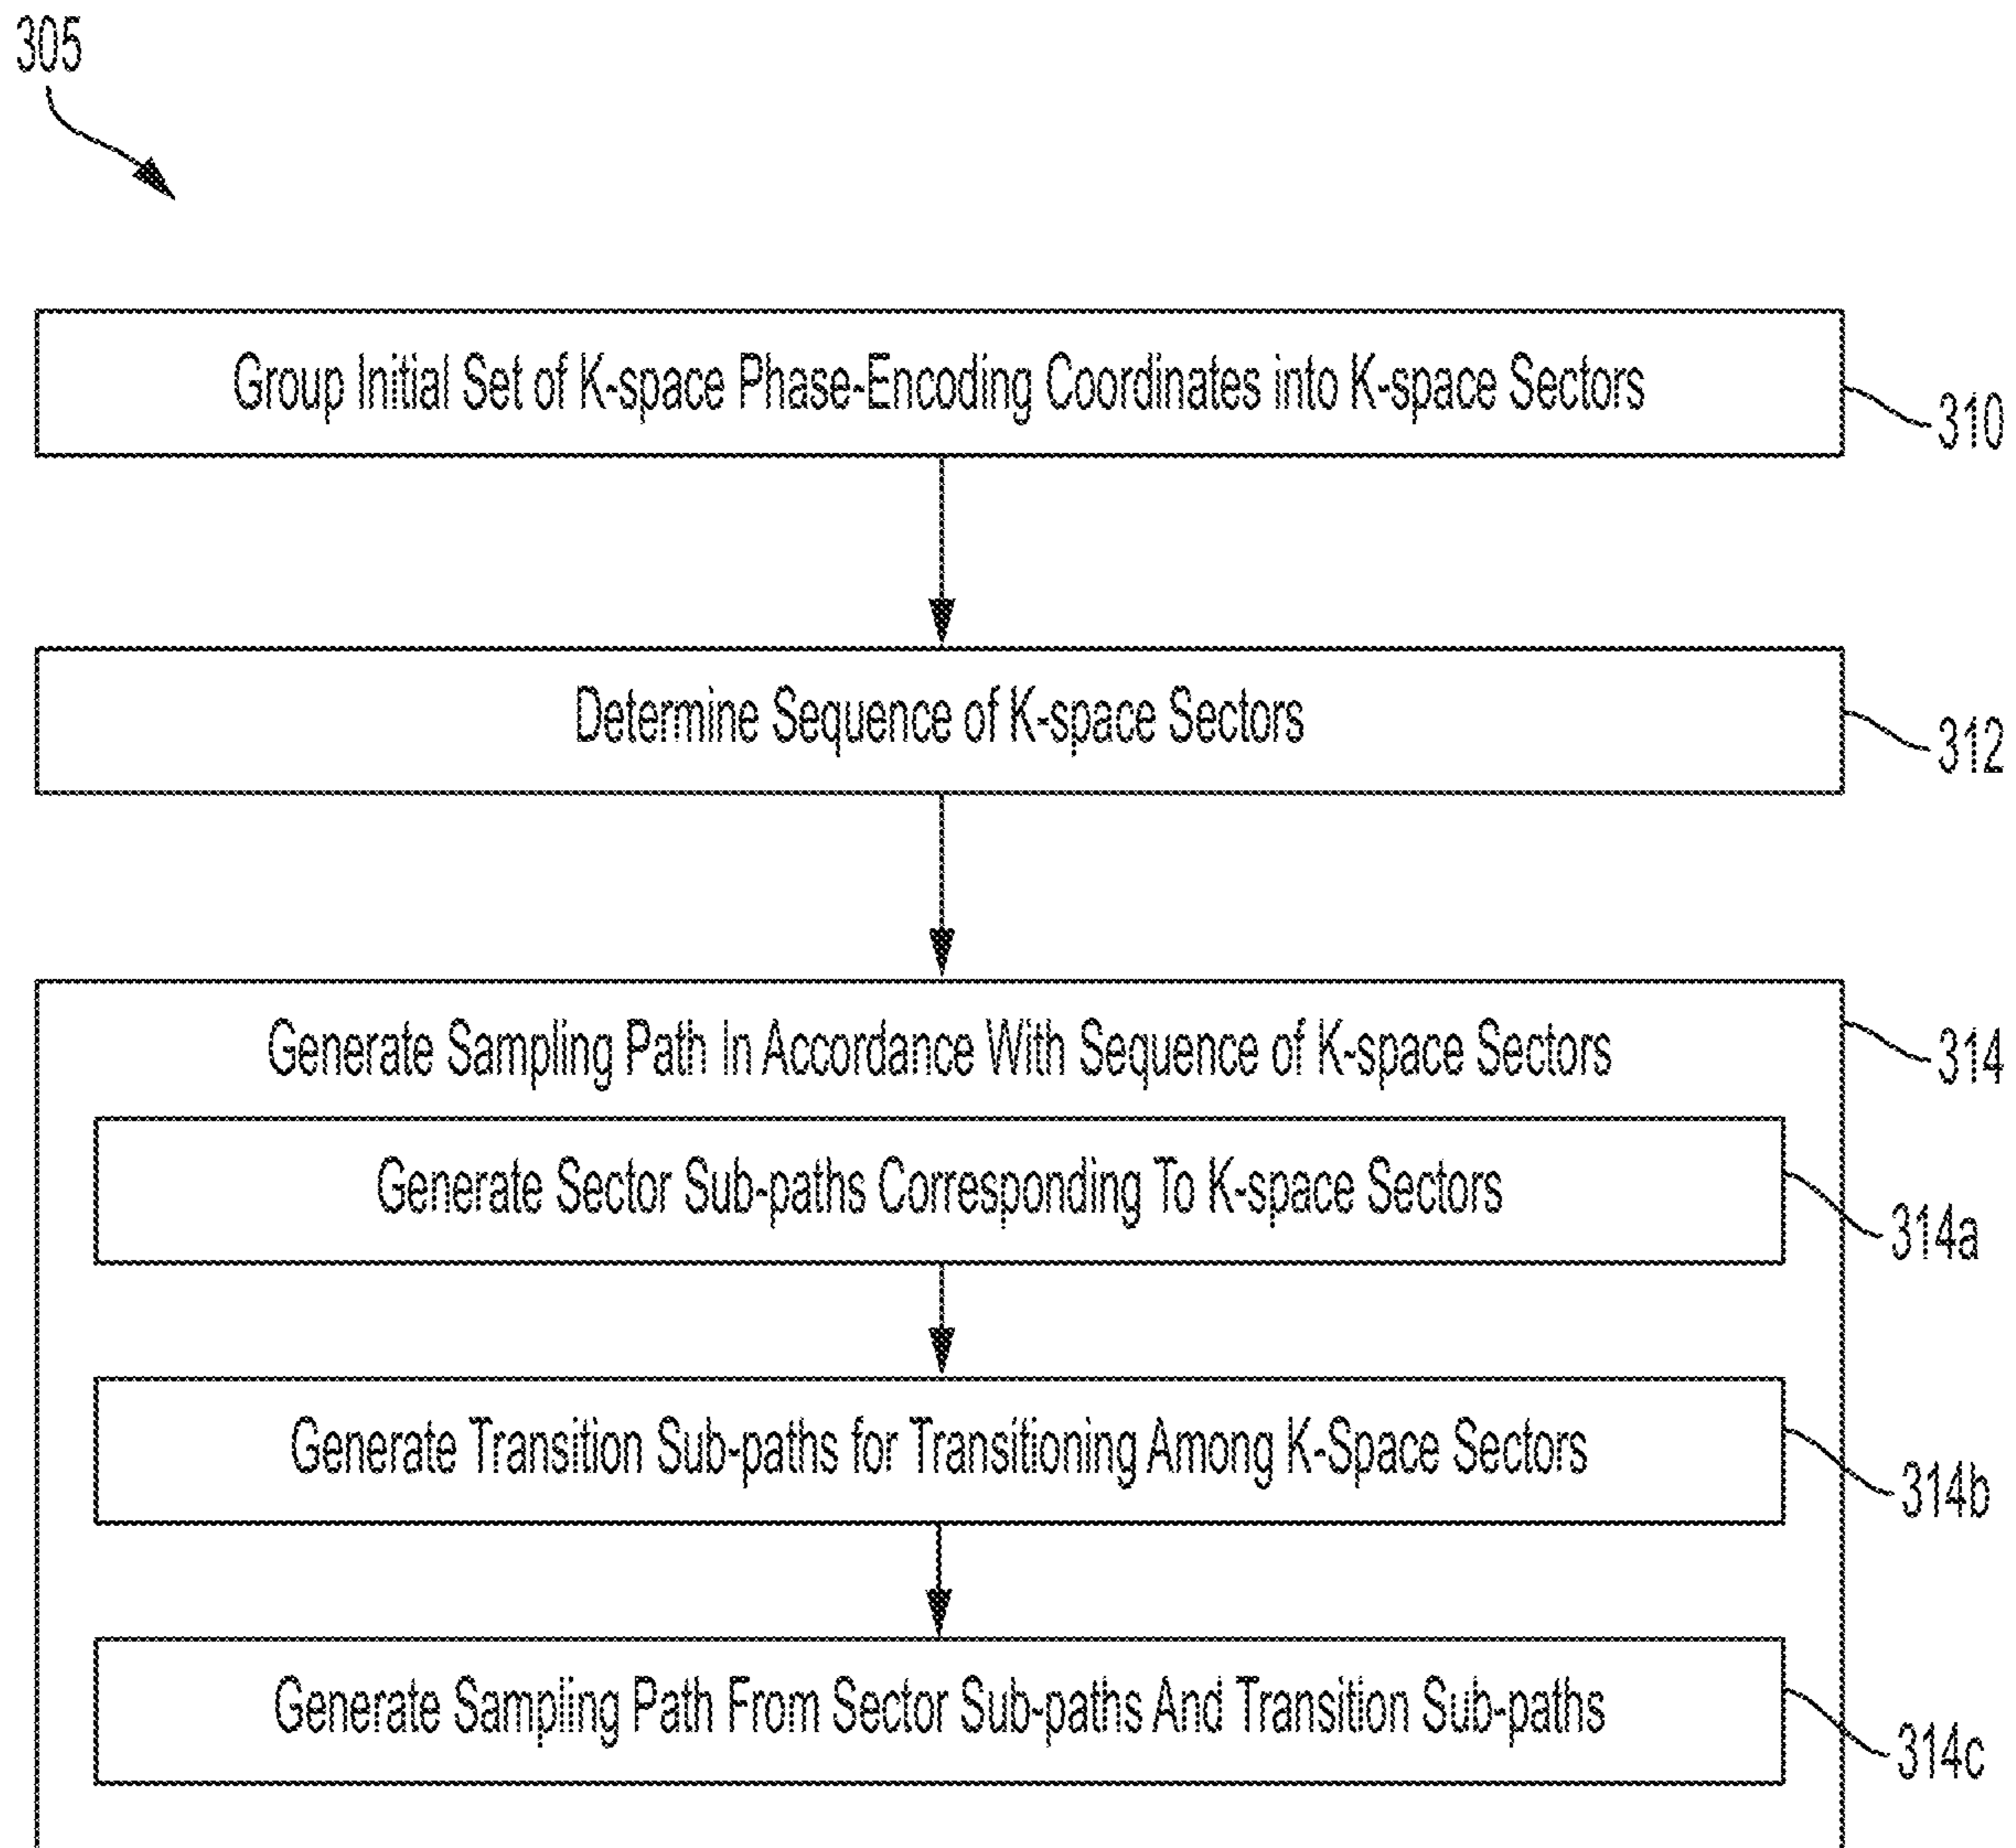 305
Group Initial Set of K-space Phase-Encoding Coordinates into K-space Sectors
310
Determine Sequence of K-space Sectors
312
Generate Sampling Path In Accordance With Sequence of K-space Sectors
314
Generate Sector Sub-paths Corresponding To K-space Sectors
314a
Generate Transition Sub-paths for Transitioning Among K-Space Sectors
314b
Generate Sampling Path From Sector Sub-paths And Transition Sub-paths
314c